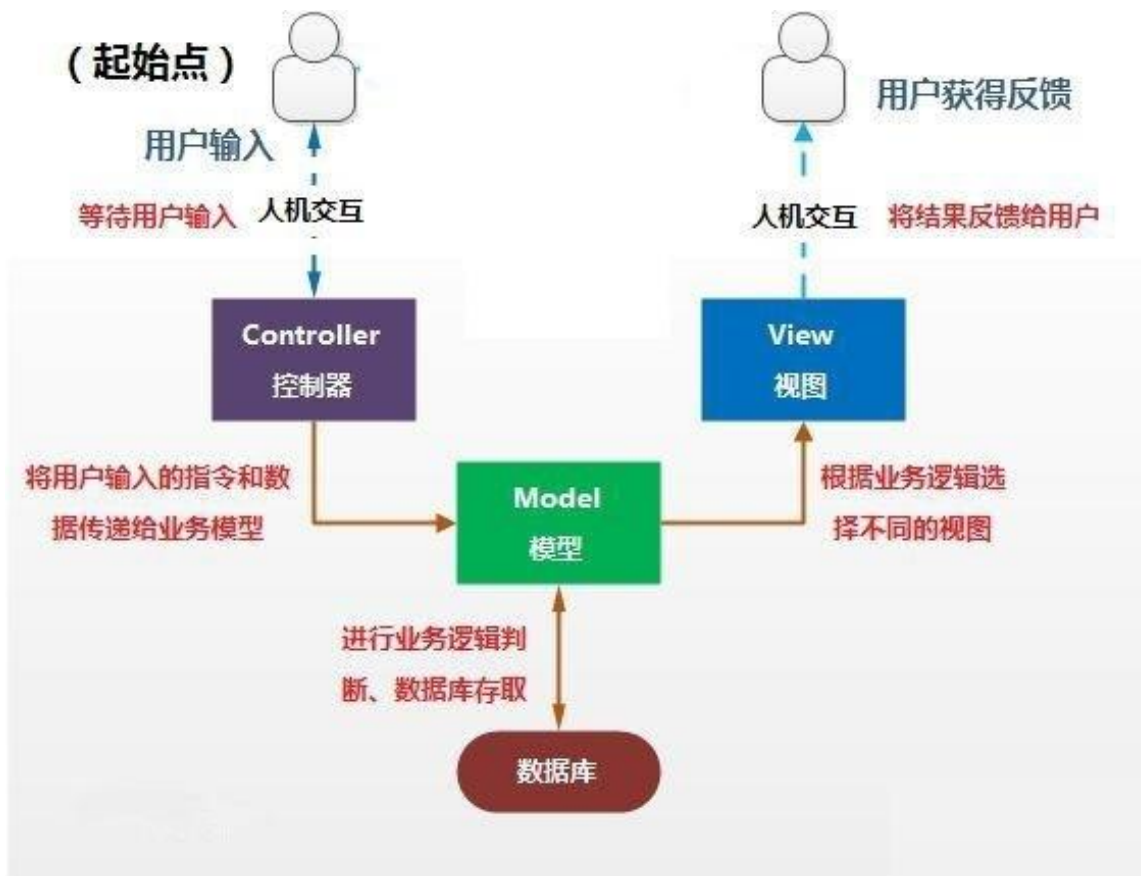 （起始点）
用户输入
用户获得反馈
等待用户输入
人机交互
人机交互
将结果反馈给用户
Controller
控制器
View
视图
将用户输入的指令和数
据传递给业务模型
Model
模型
根据业务逻辑选
择不同的视图
进行业务逻辑判
断、数据库存取
数据库